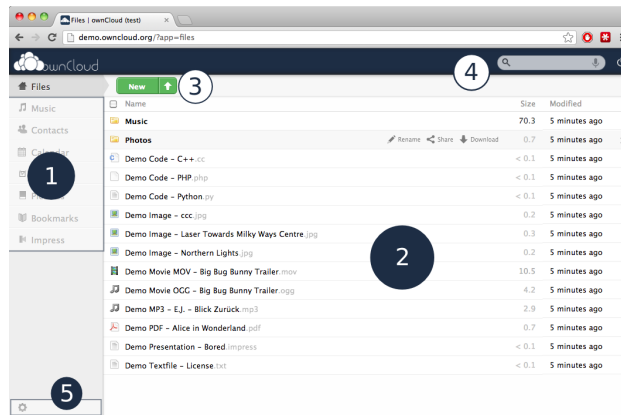 Files | ownCloud (test)
demo.owncloud.org/?app=files
ownCloud
4
Files
New
3
Name Size Modified
Music
Music 70.3 5 minutes ago
Contacts
Photos Rename Share Download 0.7 5 minutes ago
Calendar
Demo Code - C++.cc < 0.1 5 minutes ago
1
Demo Code - PHP.php < 0.1 5 minutes ago
Demo Code - Python.py < 0.1 5 minutes ago
Bookmarks
Demo Image - ccc.jpg 0.2 5 minutes ago
Impress
Demo Image - Laser Towards Milky Ways Centre.jpg 0.3 5 minutes ago
Demo Image - Northern Lights.jpg 0.2 5 minutes ago
2
Demo Movie MOV - Big Bug Bunny Trailer.mov 10.5 5 minutes ago
Demo Movie OGG - Big Bug Bunny Trailer.ogg 4.2 5 minutes ago
Demo MP3 - E.J. - Blick Zurück.mp3 2.9 5 minutes ago
Demo PDF - Alice in Wonderland.pdf 0.7 5 minutes ago
Demo Presentation - Bored.impress < 0.1 5 minutes ago
Demo Textfile - License.txt < 0.1 5 minutes ago
5